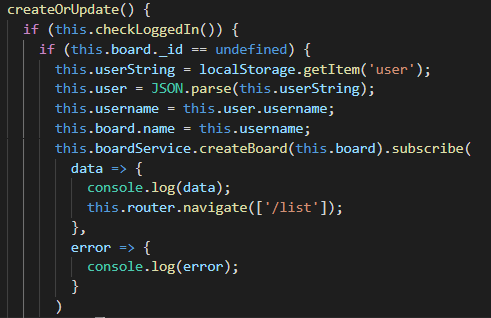 createOrUpdate() {
if (this.checkLoggedIn()) {
if (this.board._id == undefined) {
this.userString = localStorage.getItem('user');
this.user = JSON.parse(this.userString);
this.username = this.user.username;
this.board.name = this.username;
this.boardService.createBoard(this.board).subscribe(
data => {
console.log(data);
this.router.navigate(['/list']);
},
error => {
console.log(error);
}
)